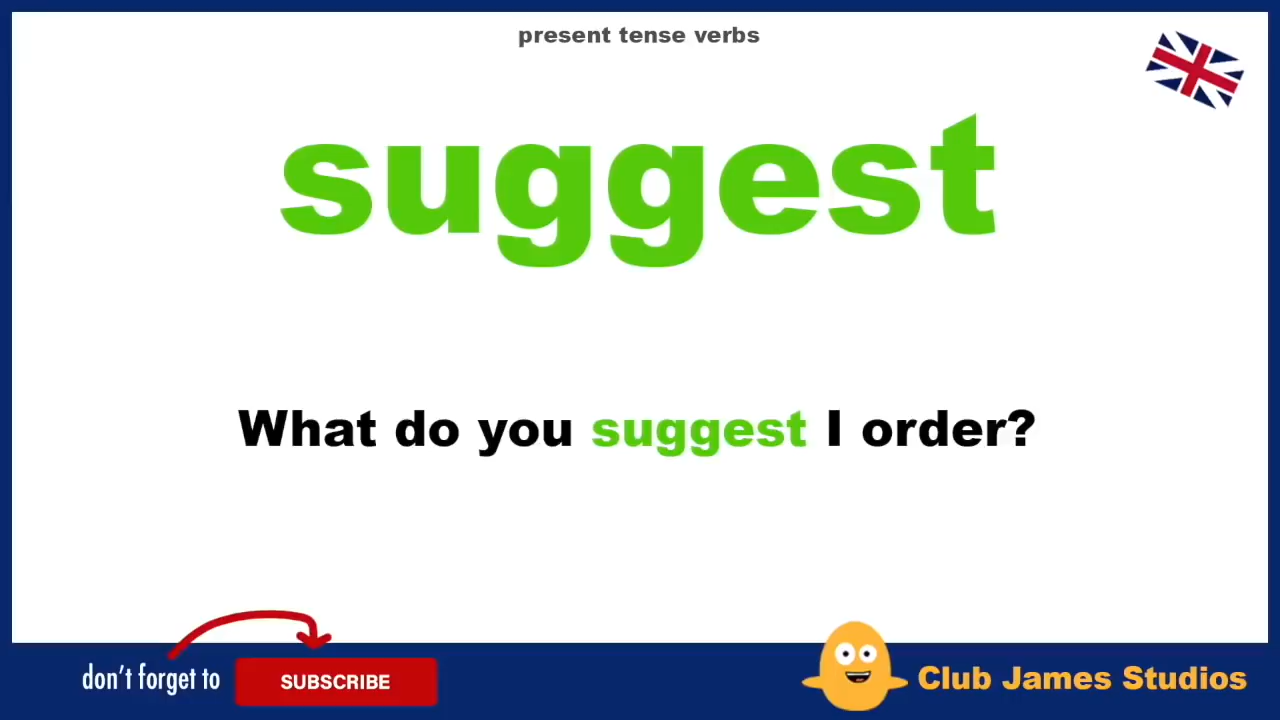 present tense verbs
suggest
What do you suggest I order?
don't forget to SUBSCRIBE
Club James Studios